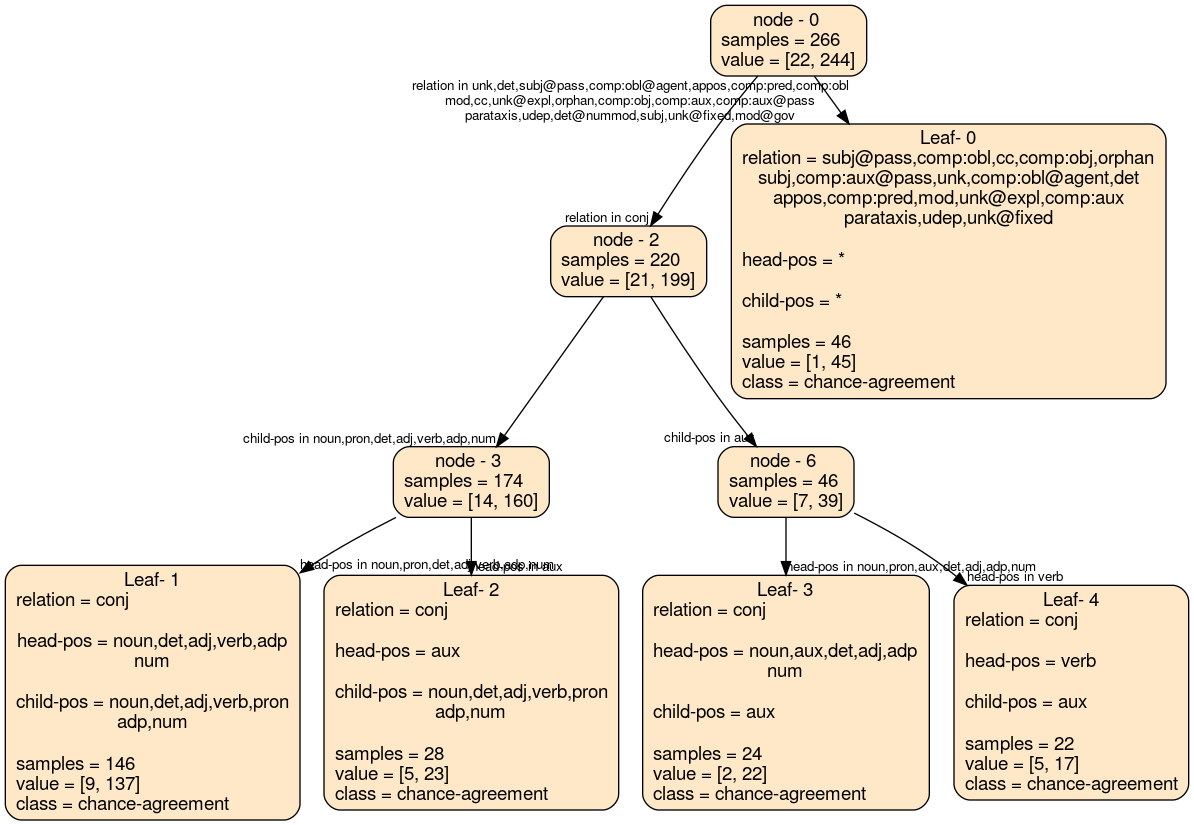 node - 0
samples = 266
value = [22, 244]
relation in unk,det,subj@pass,comp:obl@agent,appos,comp:pred,comp:obl
mod,cc,unk@expl,orphan,comp:obj,comp:aux,comp:aux@pass
parataxis,udep,det@nummod,subj,unk@fixed,mod@gov
Leaf- 0
relation = subj@pass,comp:obl,cc,comp:obj,orphan
subj,comp:aux@pass,unk,comp:obl@agent,det
appos,comp:pred,mod,unk@expl,comp:aux
parataxis,udep,unk@fixed
head-pos = *
child-pos = *
samples = 46
value = [1, 45]
class = chance-agreement
relation in conj
node - 2
samples = 220
value = [21, 199]
child-pos in noun,pron,det,adj,verb,adp,num
node - 3
samples = 174
value = [14, 160]
child-pos in aux
node - 6
samples = 46
value = [7, 39]
head-pos in noun,pron,det,adj,verb,adp,num
Leaf- 1
relation = conj
head-pos = noun,det,adj,verb,adp
num
child-pos = noun,det,adj,verb,pron
adp,num
samples = 146
value = [9, 137]
class = chance-agreement
head-pos in aux
Leaf- 2
relation = conj
head-pos = aux
child-pos = noun,det,adj,verb,pron
adp,num
samples = 28
value = [5, 23]
class = chance-agreement
head-pos in noun,pron,aux,det,adj,adp,num
Leaf- 3
relation = conj
head-pos = noun,aux,det,adj,adp
num
child-pos = aux
samples = 24
value = [2, 22]
class = chance-agreement
head-pos in verb
Leaf- 4
relation = conj
head-pos = verb
child-pos = aux
samples = 22
value = [5, 17]
class = chance-agreement